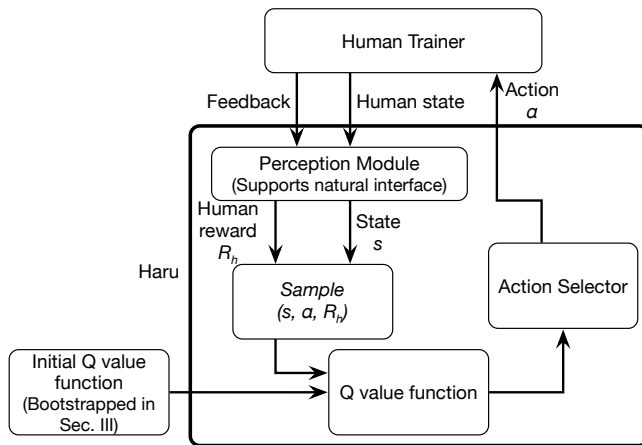 Human Trainer
Feedback
Human state
Action
a
Perception Module
(Supports natural interface)
Human
reward
R_h
State
s
Haru
Sample
(s, a, R_h)
Action Selector
Initial Q value
function
(Bootstrapped in
Sec. III)
Q value function